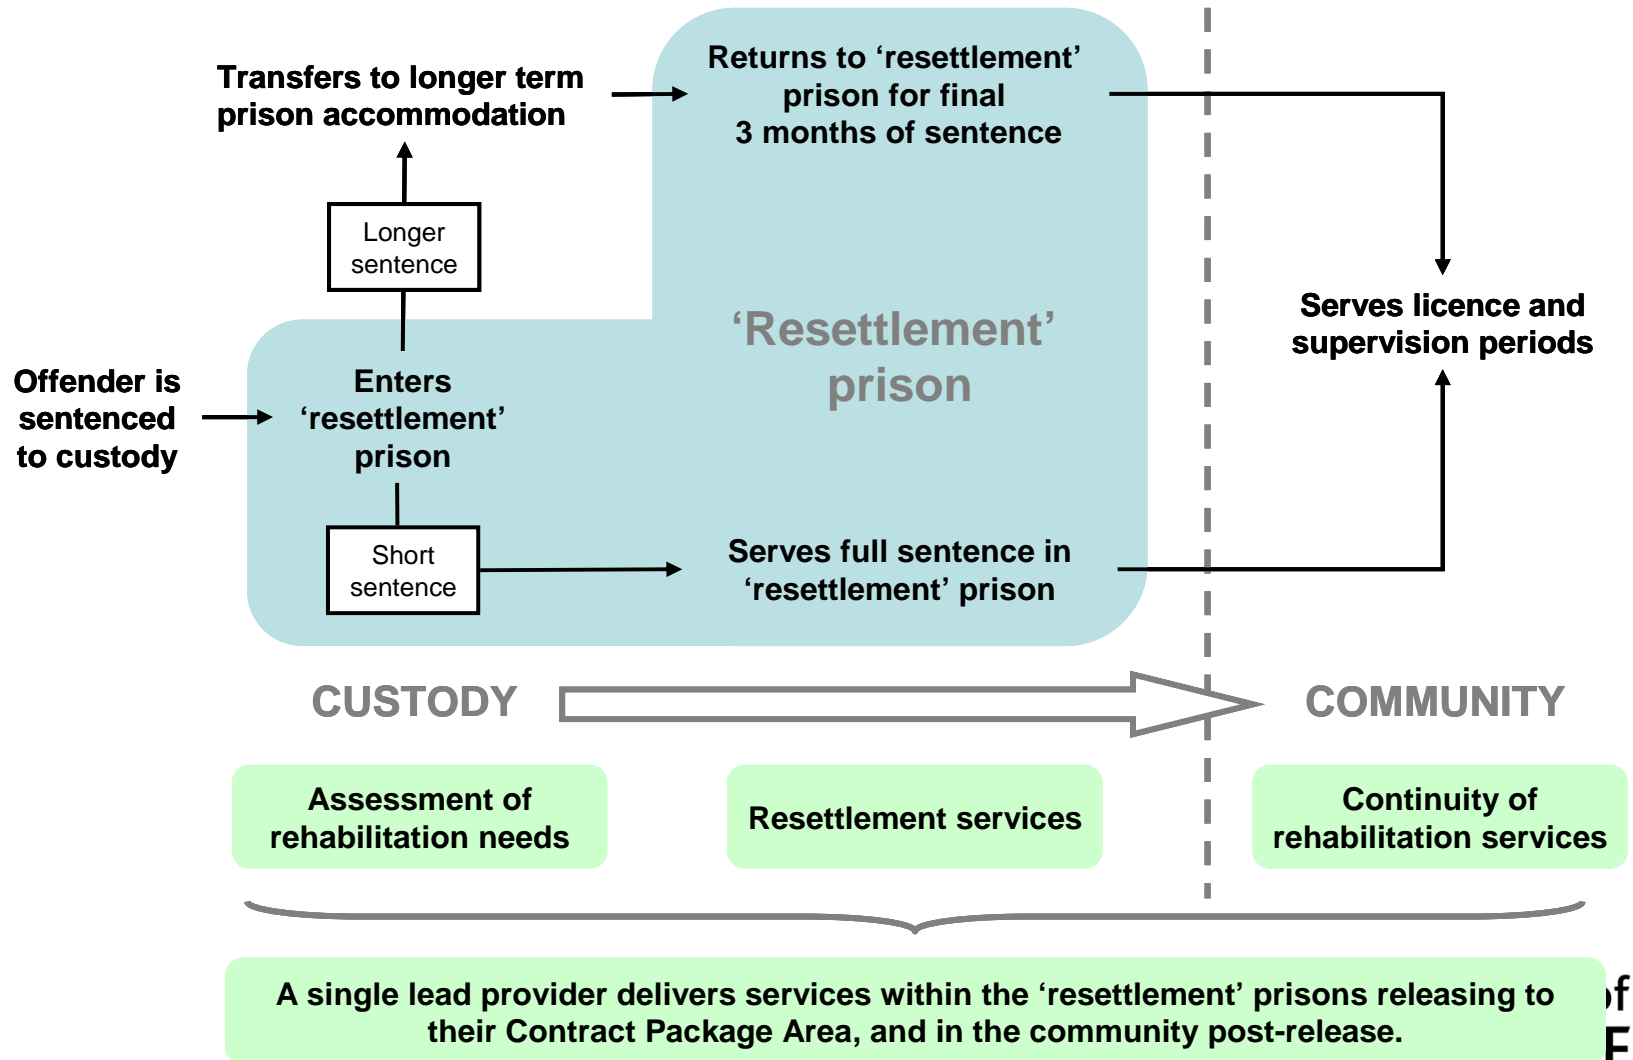 Transfers to longer term
prison accommodation
Returns to ‘resettlement’
prison for final
3 months of sentence
Longer
sentence
‘Resettlement’
prison
Serves licence and
supervision periods
Offender is
sentenced
to custody
Enters
‘resettlement’
prison
Short
sentence
Serves full sentence in
‘resettlement’ prison
CUSTODY
COMMUNITY
Assessment of
rehabilitation needs
Resettlement services
Continuity of
rehabilitation services
A single lead provider delivers services within the ‘resettlement’ prisons releasing to
their Contract Package Area, and in the community post-release.